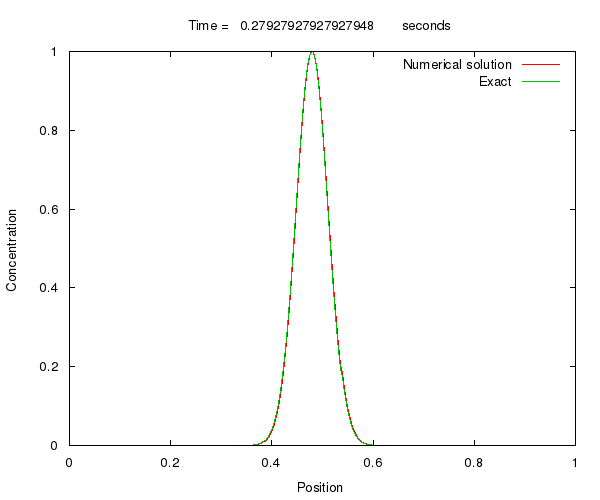 Time = 0.27927927927927948 seconds
Numerical solution
Exact
1
0.8
0.6
0.4
0.2
0
Concentration
0 0.2 0.4 0.6 0.8 1
Position